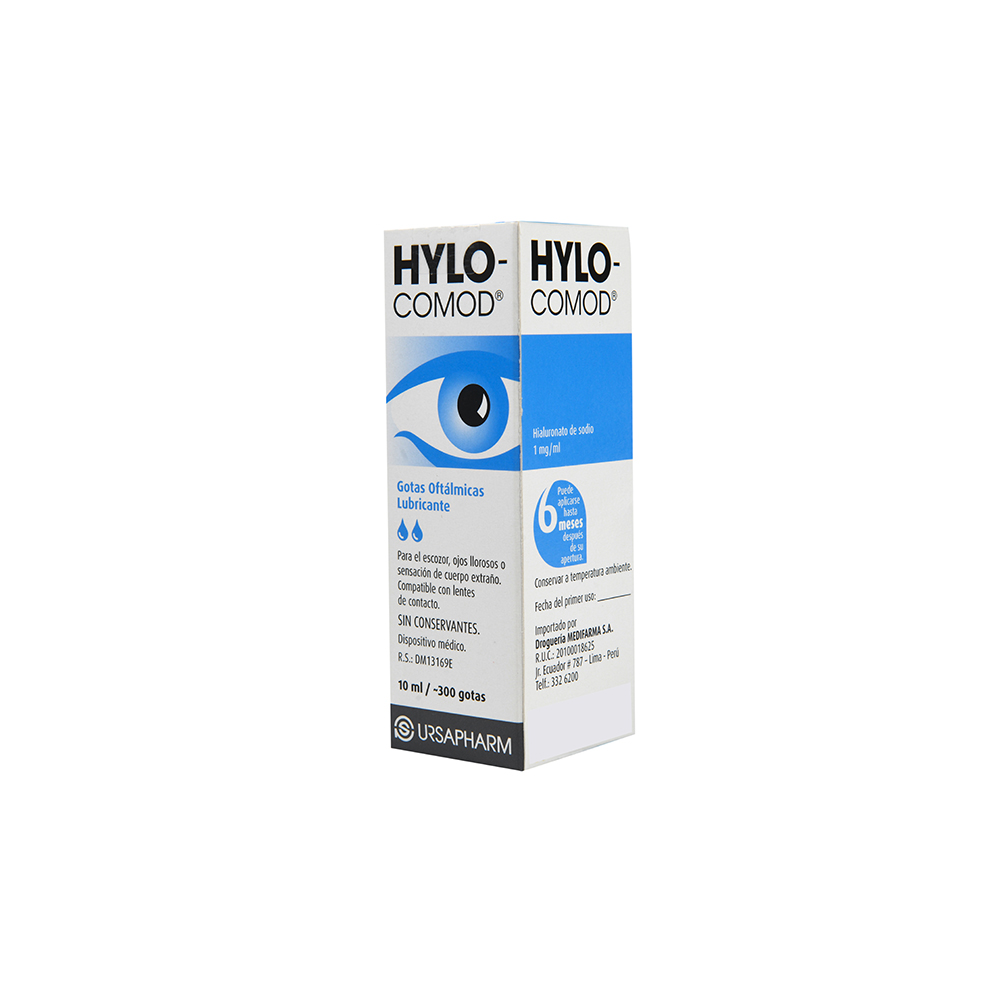 HYLO-
COMOD®
Gotas Oftálmicas
Lubricante
Para el escozor, ojos llorosos o
sensación de cuerpo extraño.
Compatible con lentes
de contacto.
SIN CONSERVANTES.
Dispositivo médico.
R.S.: DM13169E
10 ml / ~300 gotas
URSAPHARM
HYLO-
COMOD®
Hialuronato de sodio
1 mg/ml
6
Puede
aplicarse
hasta
meses
después
de su
apertura.
Conservar a temperatura ambiente.
Fecha del primer uso: ________
Importado por
Droguería MEDIFARMA S.A.
R.U.C.: 20100018625
Jr. Ecuador # 787 - Lima - Perú
Telf.: 332 6200